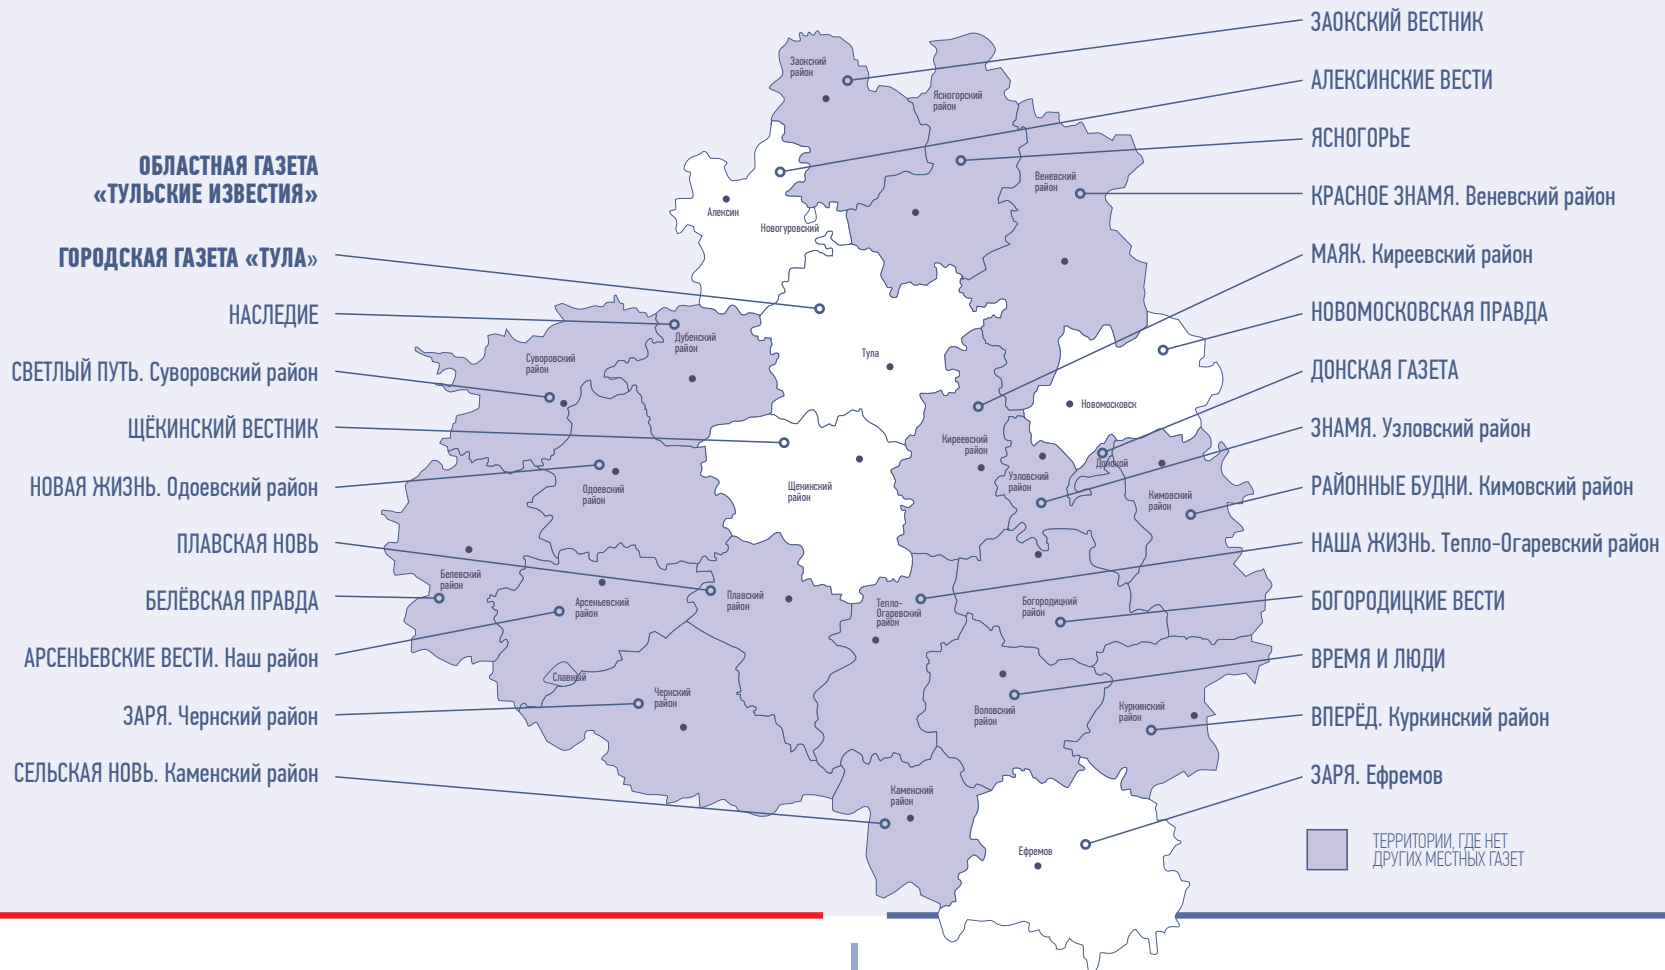 ОБЛАСТНАЯ ГАЗЕТА
«ТУЛЬСКИЕ ИЗВЕСТИЯ»
ГОРОДСКАЯ ГАЗЕТА «ТУЛА»
НАСЛЕДИЕ
СВЕТЛЫЙ ПУТЬ. Суворовский район
ЩЁКИНСКИЙ ВЕСТНИК
НОВАЯ ЖИЗНЬ. Одоевский район
ПЛАВСКАЯ НОВЬ
БЕЛЁВСКАЯ ПРАВДА
АРСЕНЬЕВСКИЕ ВЕСТИ. Наш район
ЗАРЯ. Чернский район
СЕЛЬСКАЯ НОВЬ. Каменский район
Заокский
район
Ясногорский
район
Веневский
район
Алексин
Новогуровский
Дубенский
район
Суворовский
район
Тула
Новомосковск
Киреевский
район
Узловский
район
Донской
Кимовский
район
Щекинский
район
Одоевский
район
Белевский
район
Арсеньевский
район
Плавский
район
Тепло-
Огаревский
район
Богородицкий
район
Славный
Чернский
район
Воловский
район
Куркинский
район
Каменский
район
Ефремов
ЗАОКСКИЙ ВЕСТНИК
АЛЕКСИНСКИЕ ВЕСТИ
ЯСНОГОРЬЕ
КРАСНОЕ ЗНАМЯ. Веневский район
МАЯК. Киреевский район
НОВОМОСКОВСКАЯ ПРАВДА
ДОНСКАЯ ГАЗЕТА
ЗНАМЯ. Узловский район
РАЙОННЫЕ БУДНИ. Кимовский район
НАША ЖИЗНЬ. Тепло-Огаревский район
БОГОРОДИЦКИЕ ВЕСТИ
ВРЕМЯ И ЛЮДИ
ВПЕРЁД. Куркинский район
ЗАРЯ. Ефремов
ТЕРРИТОРИИ, ГДЕ НЕТ
ДРУГИХ МЕСТНЫХ ГАЗЕТ